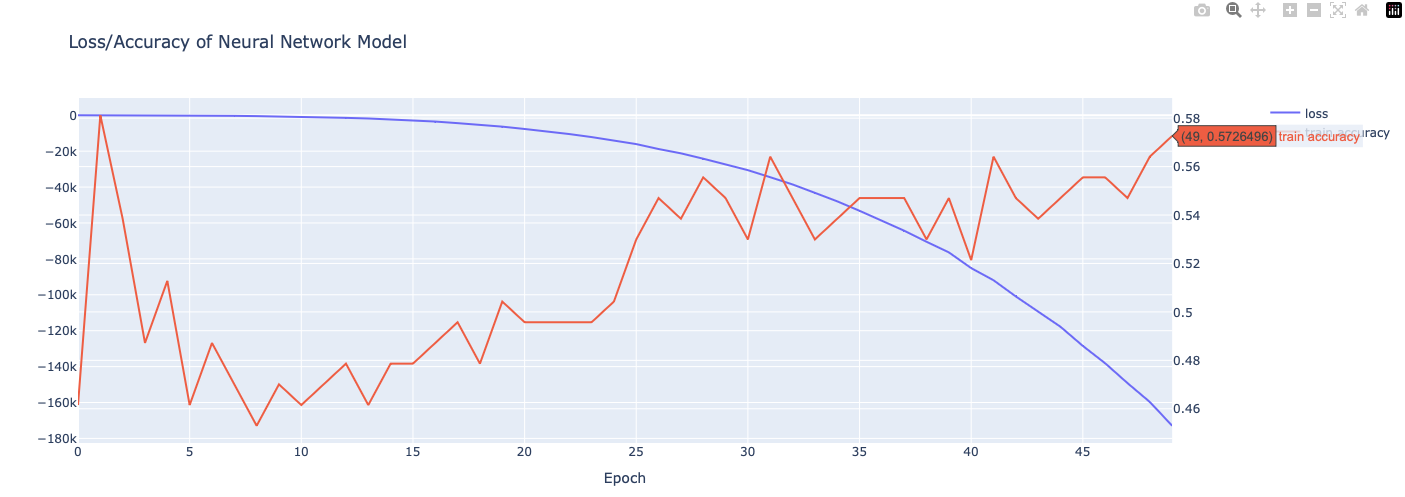 Loss/Accuracy of Neural Network Model
0
−20k
−40k
−60k
−80k
−100k
−120k
−140k
−160k
−180k
0 5 10 15 20 25 30 35 40 45
Epoch
0.58
0.56
0.54
0.52
0.5
0.48
0.46
loss
train accuracy
(49, 0.5726496) train accuracy